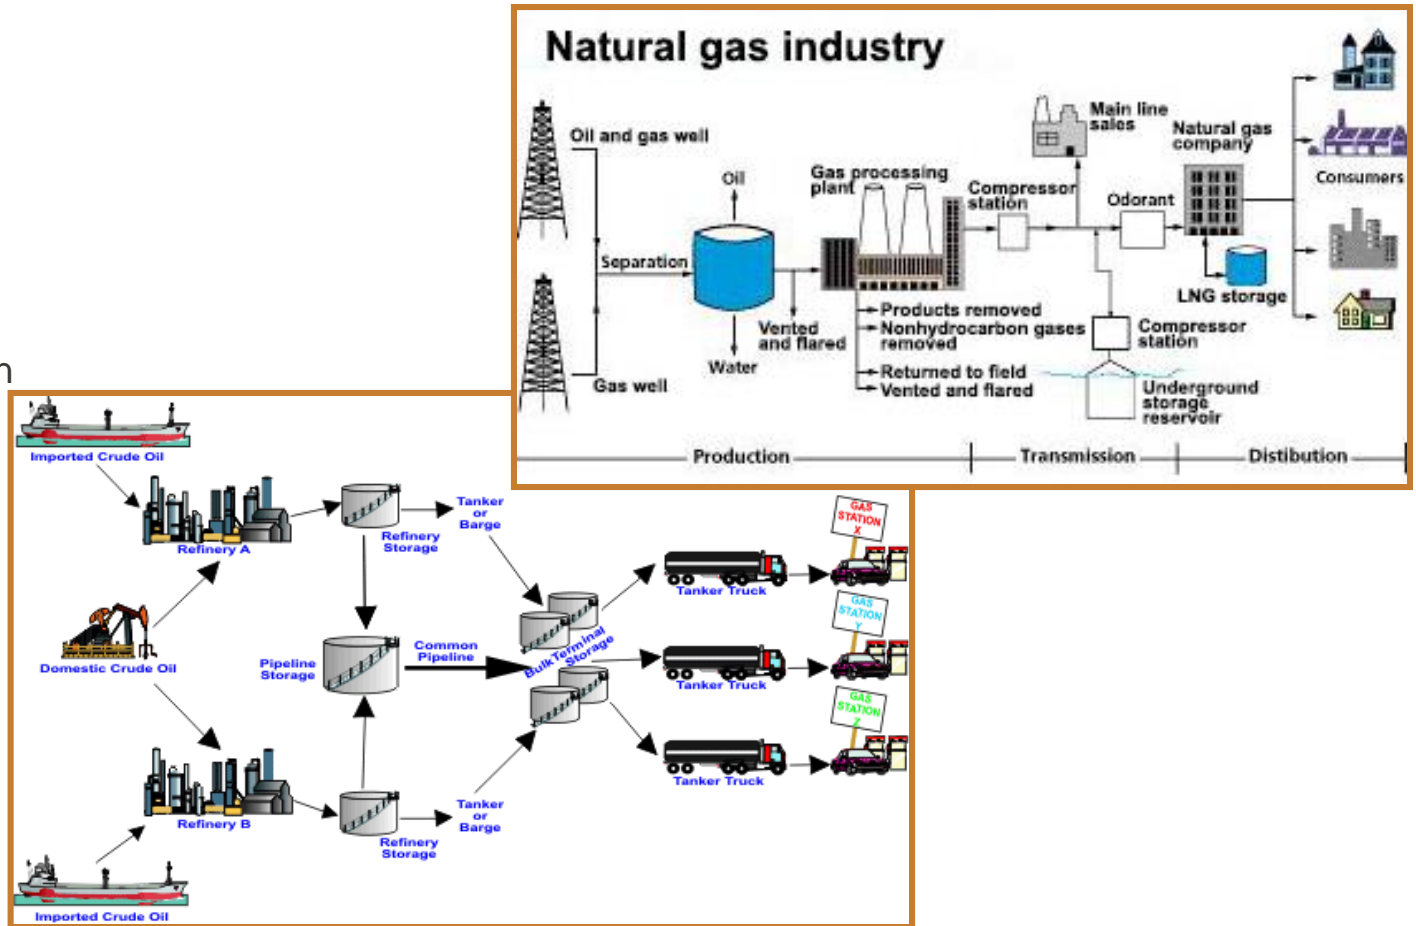 Natural gas industry
Oil and gas well
Oil
Separation
Water
Gas well
Vented
and flared
Gas processing
plant
Products removed
Nonhydrocarbon gases
removed
Returned to field
Vented and flared
Compressor
station
Main line
sales
Odorant
Natural gas
company
LNG storage
Compressor
station
Underground
storage
reservoir
Consumers
Production
Transmission
Distibution
n
Imported Crude Oil
Refinery A
Domestic Crude Oil
Refinery B
Imported Crude Oil
Refinery
Storage
Tanker
or
Barge
Pipeline
Storage
Common
Pipeline
Bulk Terminal
Storage
Refinery
Storage
Tanker
or
Barge
Tanker Truck
Tanker Truck
Tanker Truck
GAS
STATION
X
GAS
STATION
Y
GAS
STATION
Z